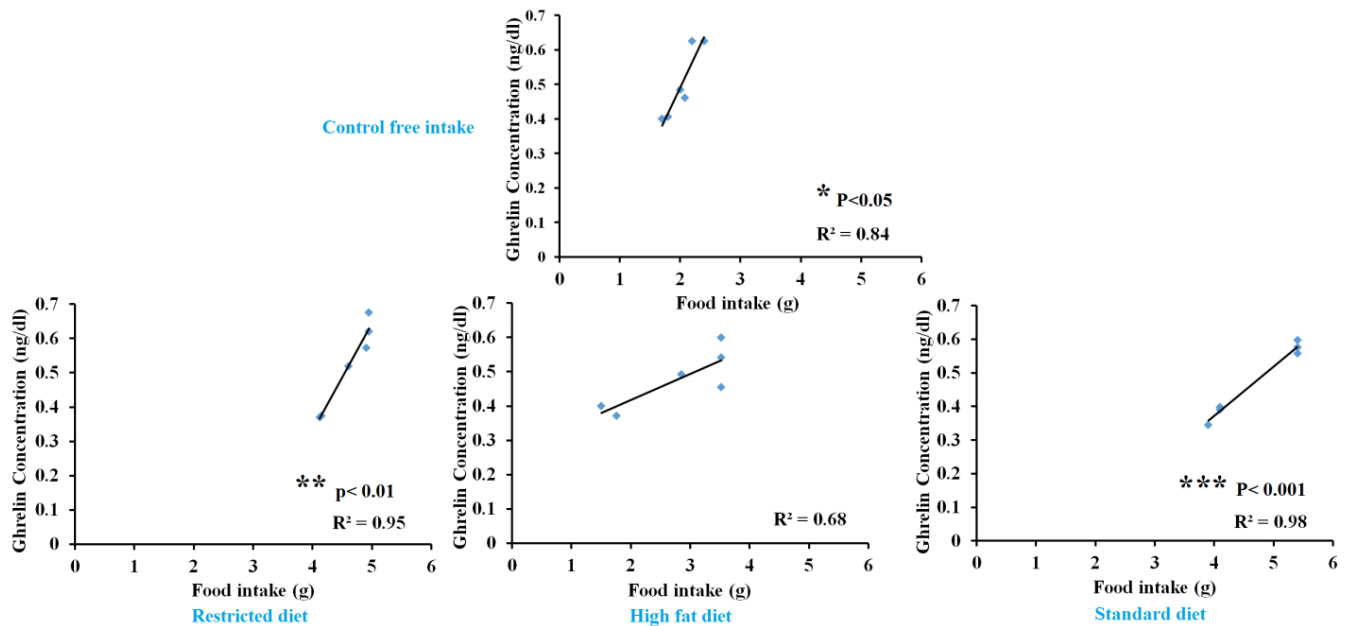 Ghrelin Concentration (ng/dl)
0.7
0.6
0.5
0.4
0.3
0.2
0.1
0
Control free intake
* P<0.05
R² = 0.84
0 1 2 3 4 5 6
Food intake (g)
Ghrelin Concentration (ng/dl)
0.7
0.6
0.5
0.4
0.3
0.2
0.1
0
** p< 0.01
R² = 0.95
0 1 2 3 4 5 6
Food intake (g)
Restricted diet
Ghrelin Concentration (ng/dl)
0.7
0.6
0.5
0.4
0.3
0.2
0.1
0
R² = 0.68
0 1 2 3 4 5 6
Food intake (g)
High fat diet
Ghrelin Concentration (ng/dl)
0.7
0.6
0.5
0.4
0.3
0.2
0.1
0
*** P< 0.001
R² = 0.98
0 1 2 3 4 5 6
Food intake (g)
Standard diet